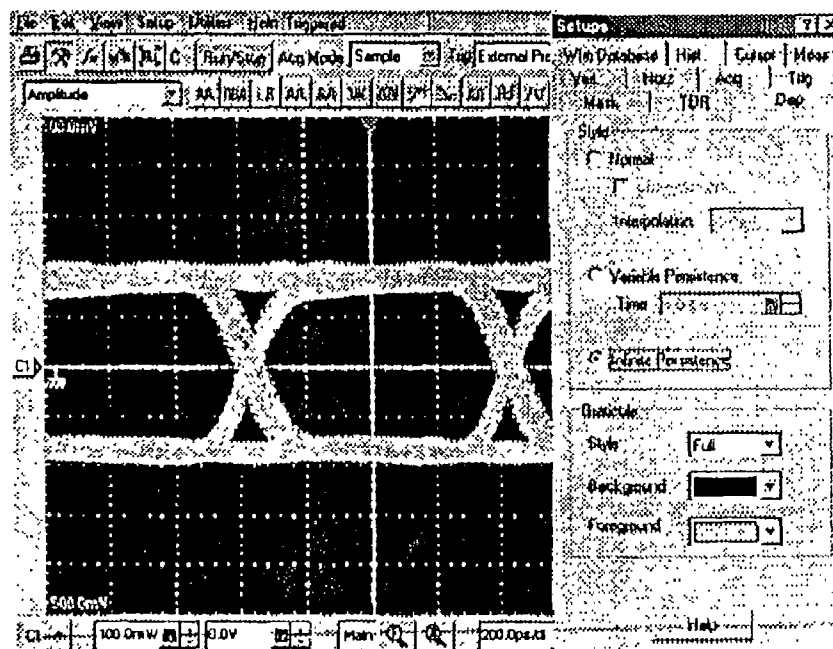 File Edit View Setup Utilities Help Triggered
Run/Stop Acq Mode Sample Trig External
Amplitude
500.0mV
C1
C1 100.0mV 0.0V Main 200.0ps/d
Setups
Wfm Database Hist Cursor Meas
Vert Horz Acq Trig
Mask TDR Disp
Style
Normal
Interpolation
Variable Persistence
Time
Infinite Persistence
Graticule
Style Full
Background
Foreground
Help